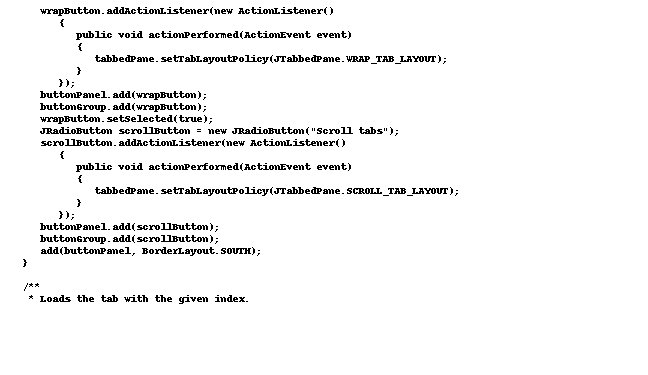 wrapButton.addActionListener(new ActionListener()
{
public void actionPerformed(ActionEvent event)
{
tabbedPane.setTabLayoutPolicy(JTabbedPane.WRAP_TAB_LAYOUT);
}
});
buttonPanel.add(wrapButton);
buttonGroup.add(wrapButton);
wrapButton.setSelected(true);
JRadioButton scrollButton = new JRadioButton("Scroll tabs");
scrollButton.addActionListener(new ActionListener()
{
public void actionPerformed(ActionEvent event)
{
tabbedPane.setTabLayoutPolicy(JTabbedPane.SCROLL_TAB_LAYOUT);
}
});
buttonPanel.add(scrollButton);
buttonGroup.add(scrollButton);
add(buttonPanel, BorderLayout.SOUTH);
}
/**
* Loads the tab with the given index.